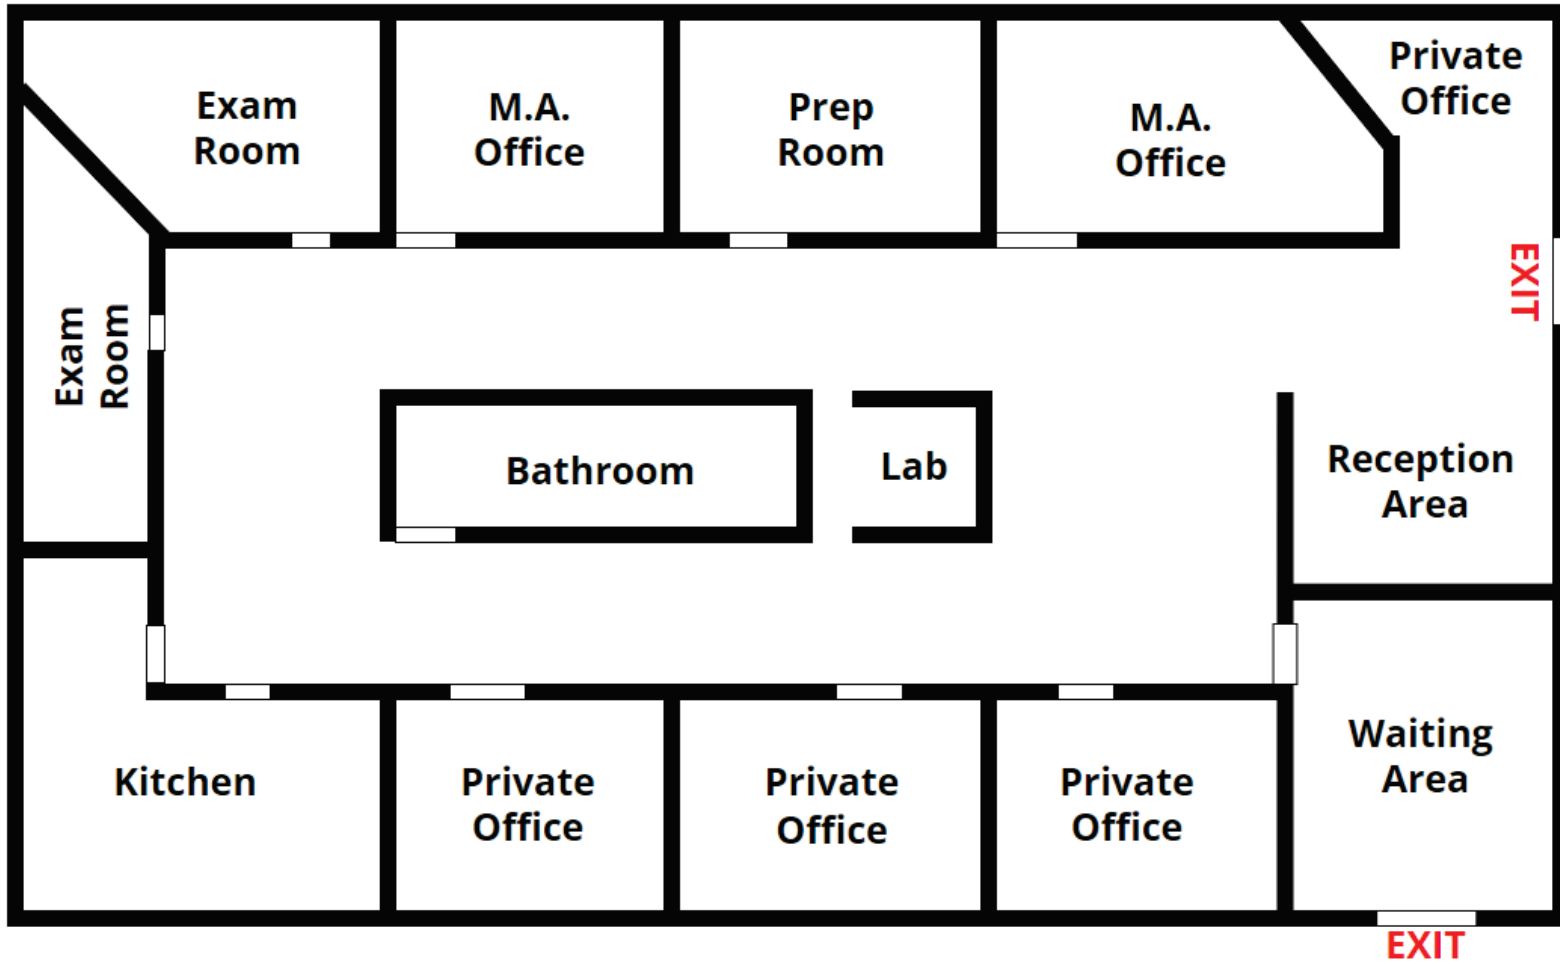 Exam
Room
M.A.
Office
Prep
Room
M.A.
Office
Private
Office
EXIT
Exam
Room
Bathroom
Lab
Reception
Area
Kitchen
Private
Office
Private
Office
Private
Office
Waiting
Area
EXIT